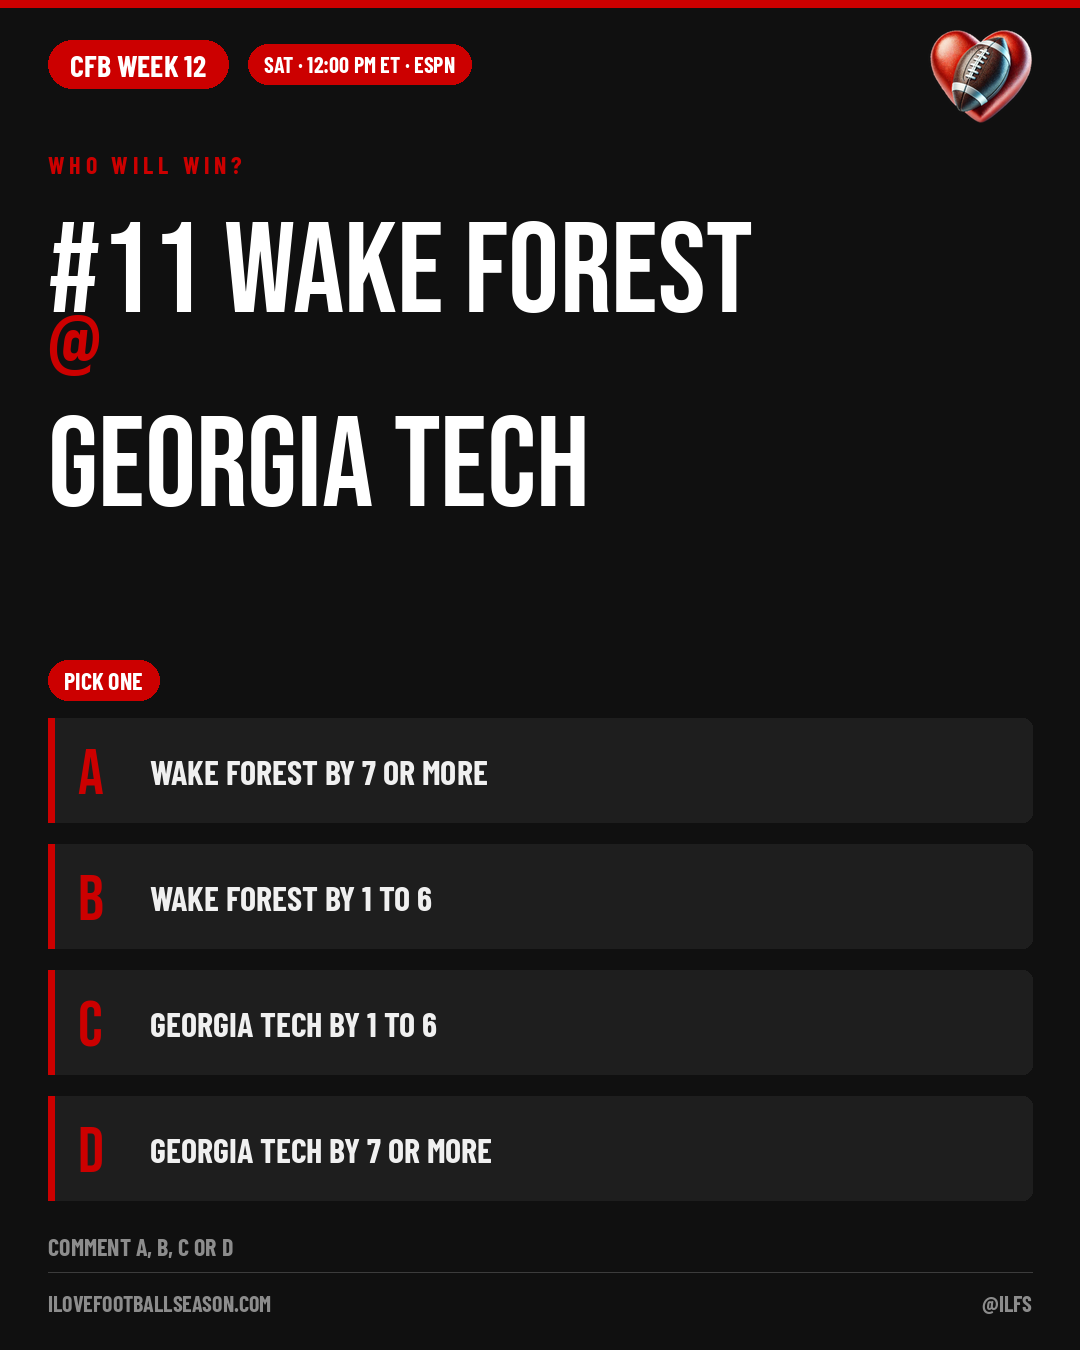 CFB WEEK 12
SAT · 12:00 PM ET · ESPN
WHO WILL WIN?
#11 WAKE FOREST
@
GEORGIA TECH
PICK ONE
A WAKE FOREST BY 7 OR MORE
B WAKE FOREST BY 1 TO 6
C GEORGIA TECH BY 1 TO 6
D GEORGIA TECH BY 7 OR MORE
COMMENT A, B, C OR D
ILOVEFOOTBALLSEASON.COM
@ILFS